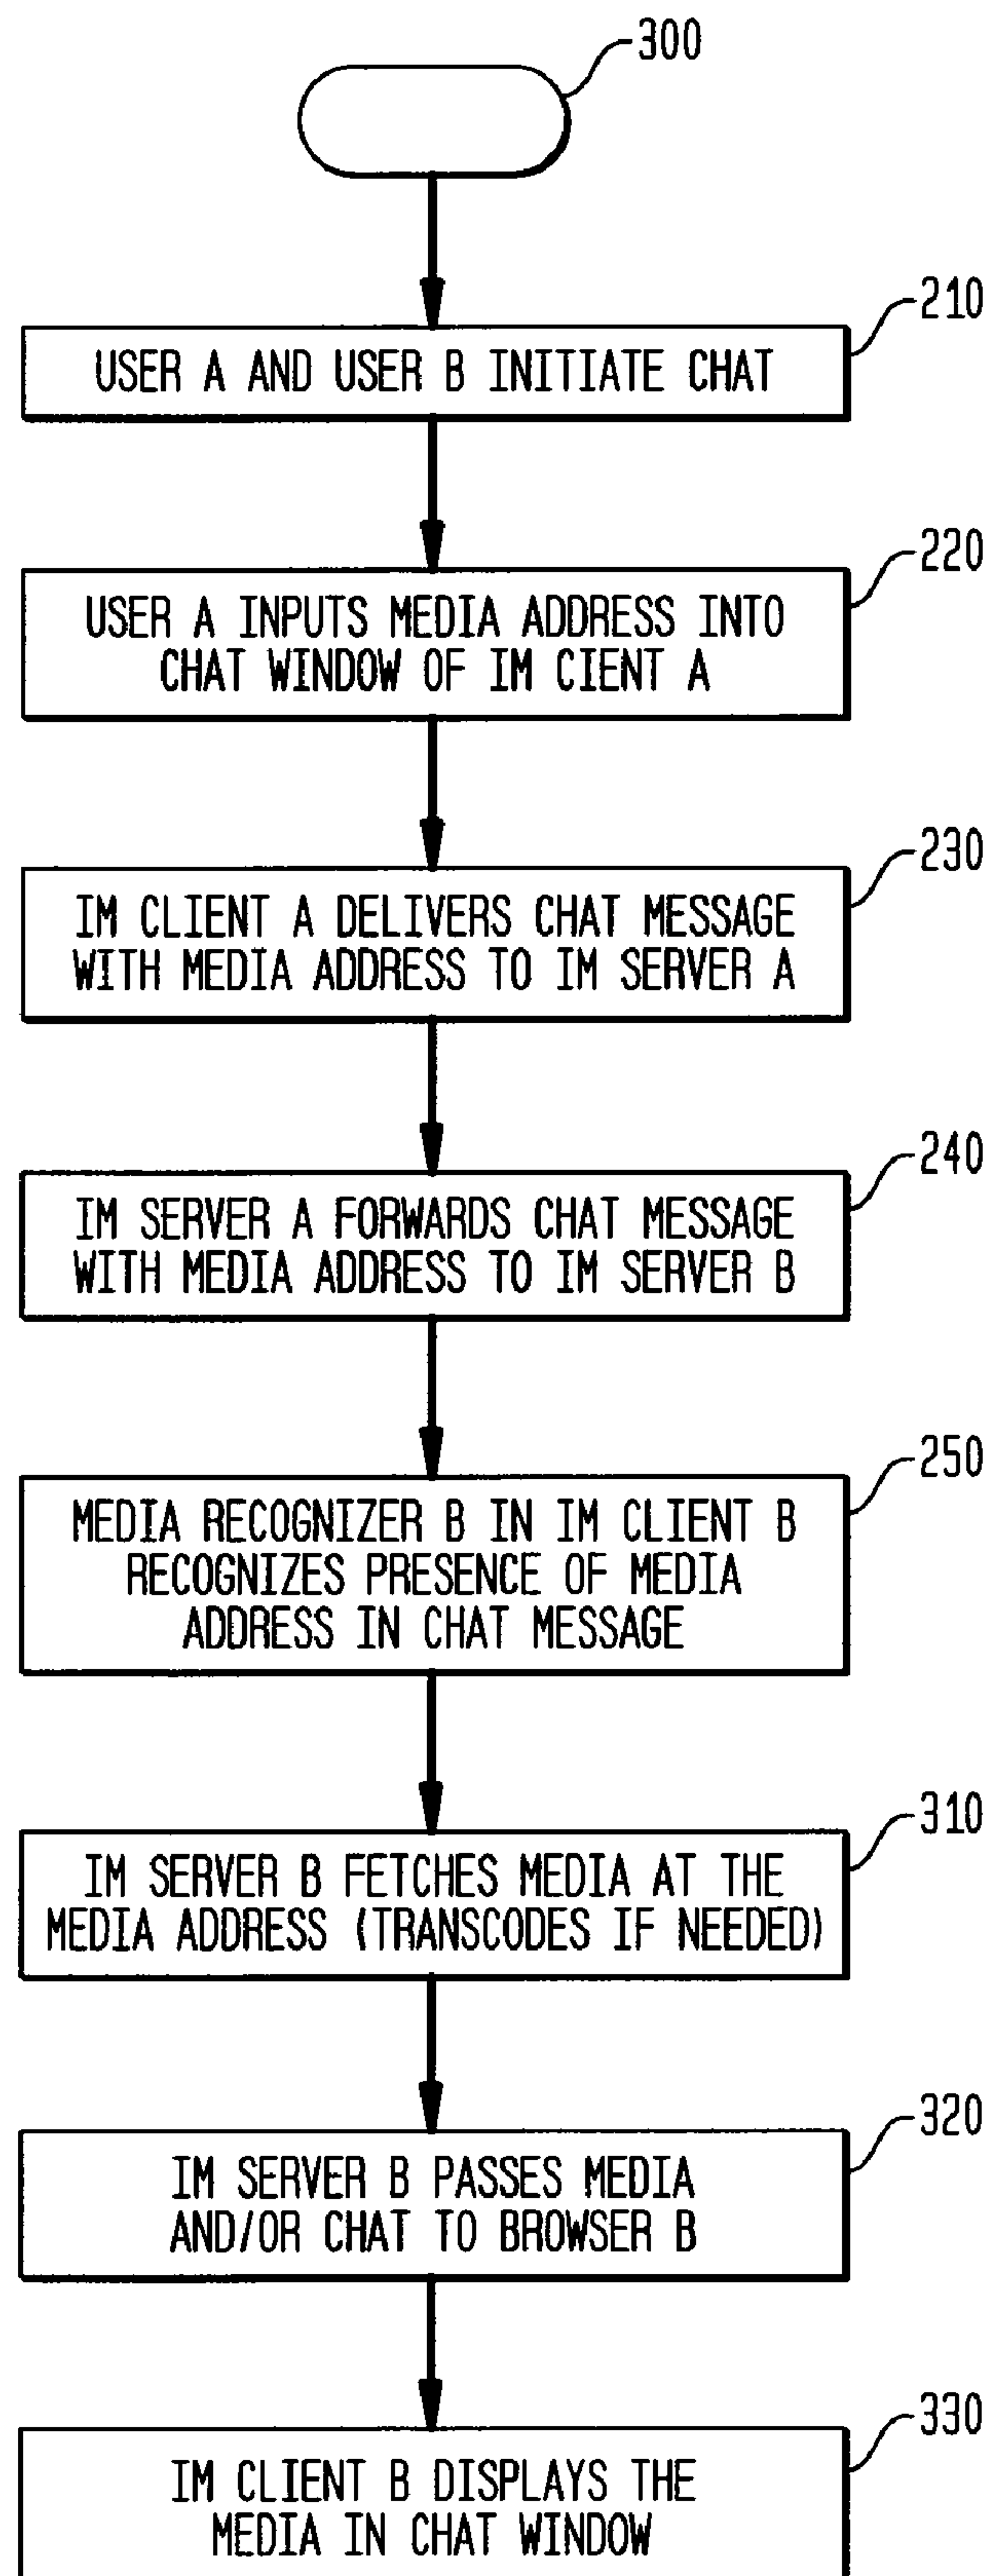 300
210
USER A AND USER B INITIATE CHAT
220
USER A INPUTS MEDIA ADDRESS INTO
CHAT WINDOW OF IM CIENT A
230
IM CLIENT A DELIVERS CHAT MESSAGE
WITH MEDIA ADDRESS TO IM SERVER A
240
IM SERVER A FORWARDS CHAT MESSAGE
WITH MEDIA ADDRESS TO IM SERVER B
250
MEDIA RECOGNIZER B IN IM CLIENT B
RECOGNIZES PRESENCE OF MEDIA
ADDRESS IN CHAT MESSAGE
310
IM SERVER B FETCHES MEDIA AT THE
MEDIA ADDRESS (TRANSCODES IF NEEDED)
320
IM SERVER B PASSES MEDIA
AND/OR CHAT TO BROWSER B
330
IM CLIENT B DISPLAYS THE
MEDIA IN CHAT WINDOW